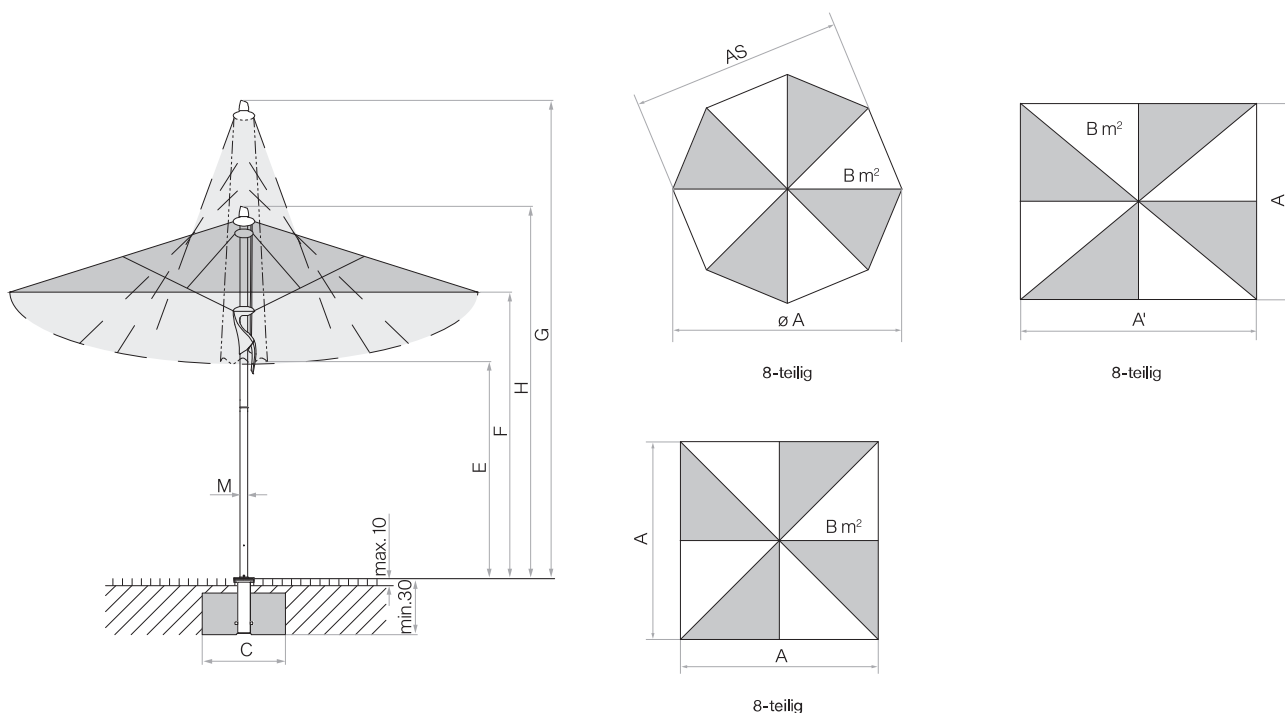 G
H
F
E
M
max. 10
min.30
C
AS
B m²
ø A
8-teilig
B m²
A
A'
8-teilig
A
B m²
A
8-teilig